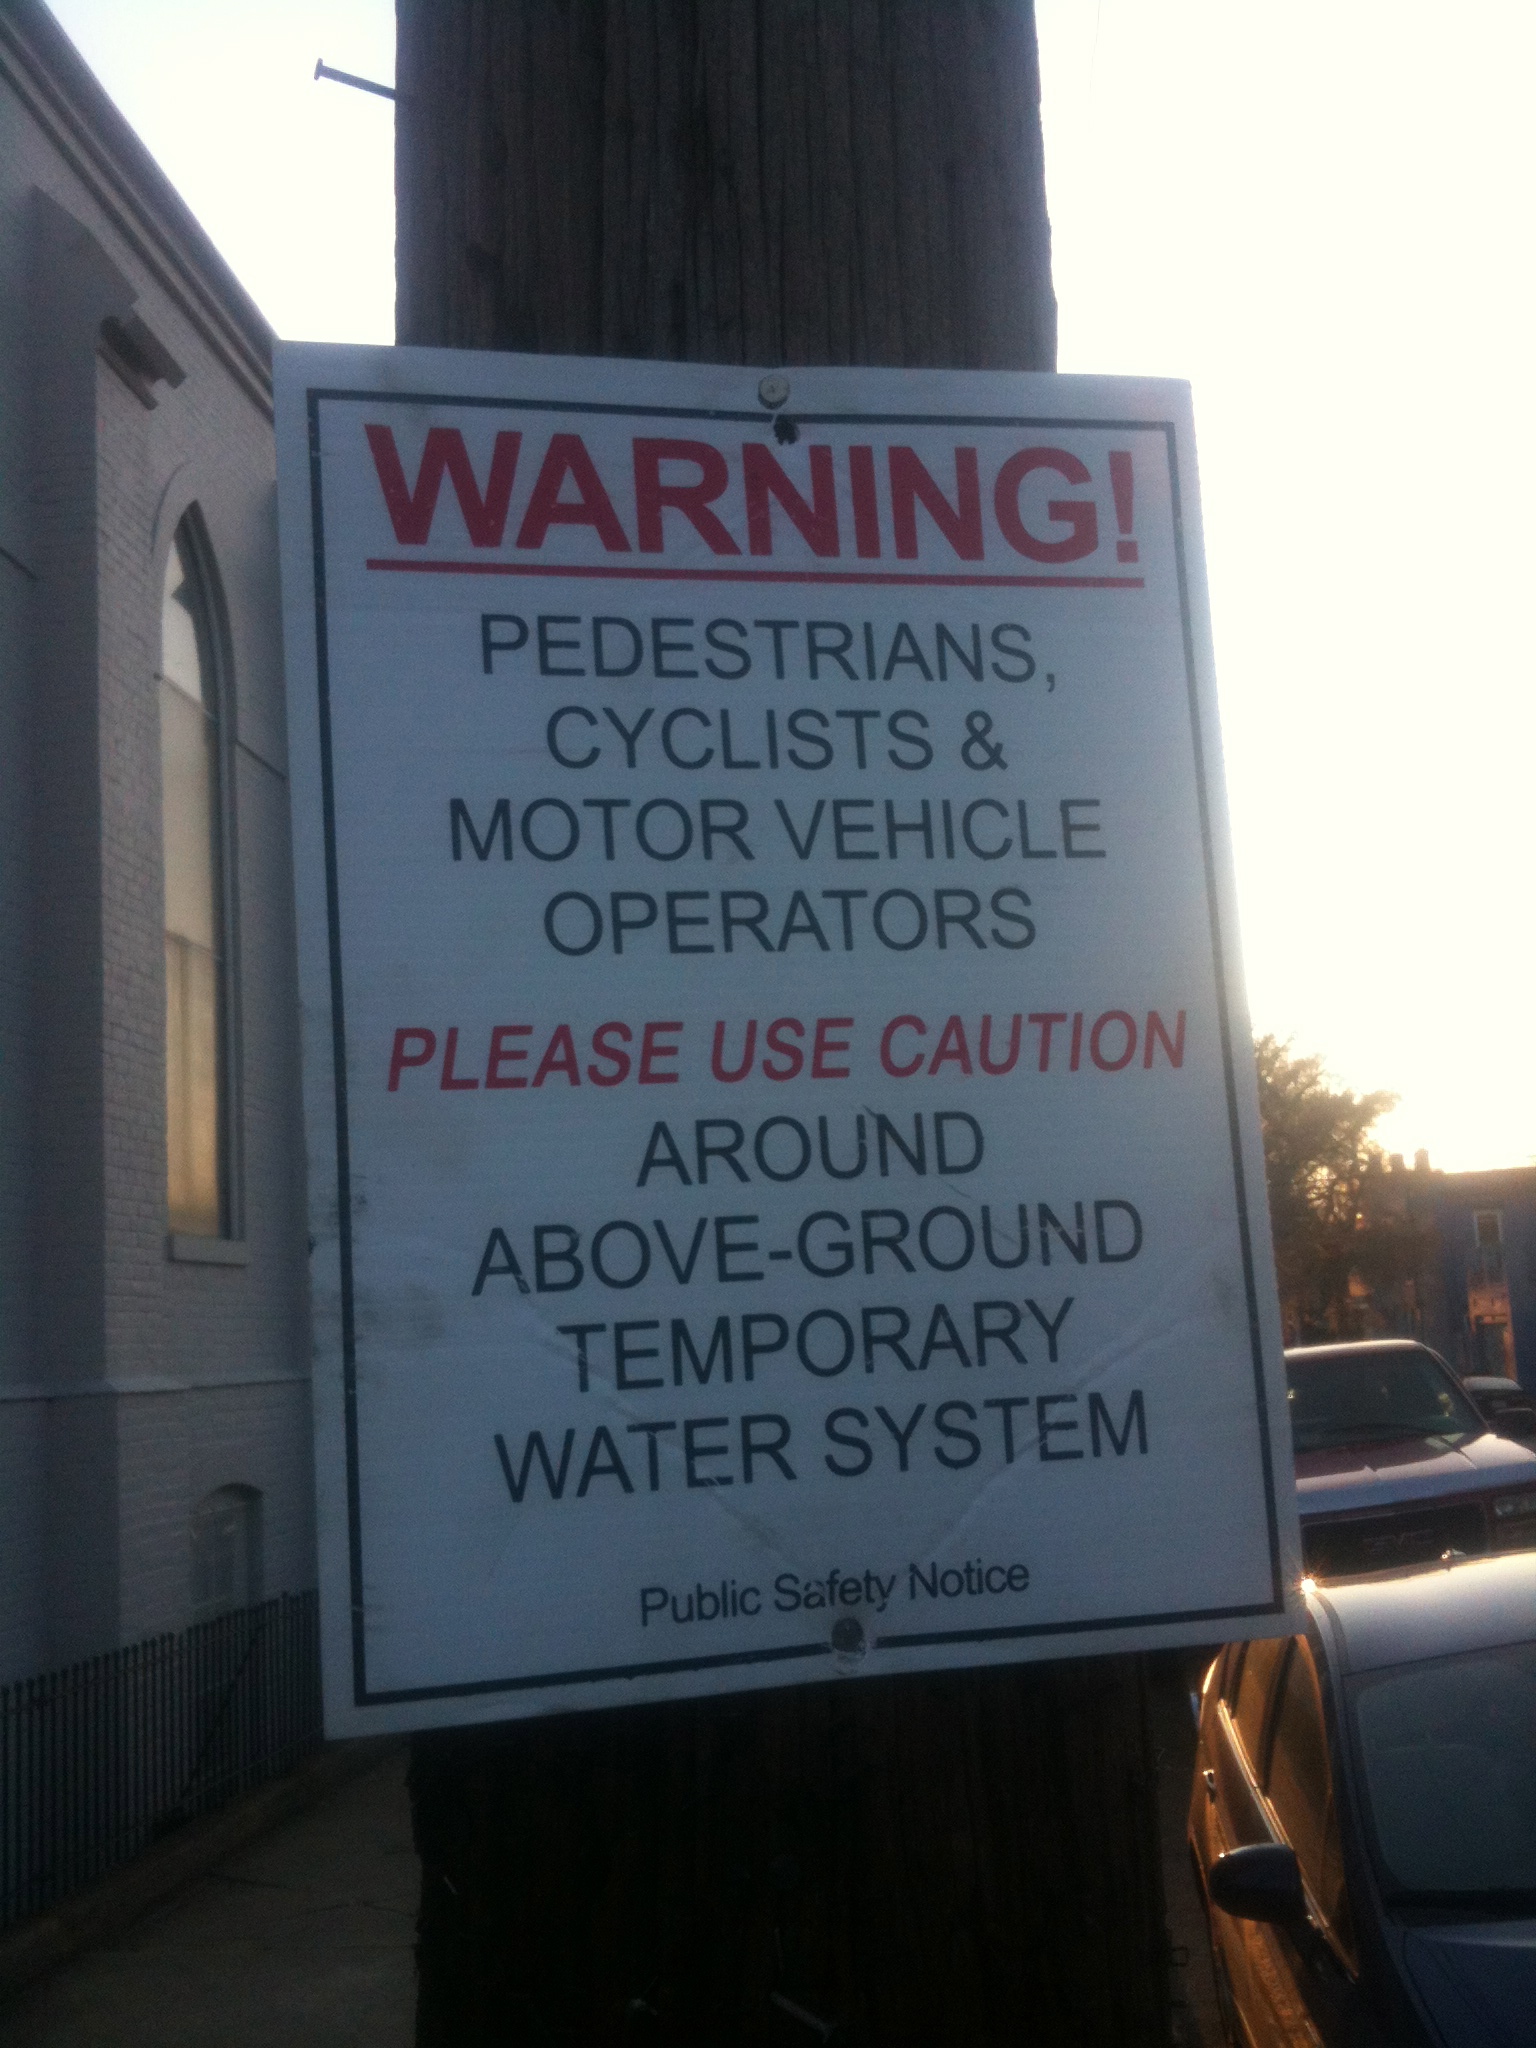 WARNING!
PEDESTRIANS,
CYCLISTS &
MOTOR VEHICLE
OPERATORS
PLEASE USE CAUTION
AROUND
ABOVE-GROUND
TEMPORARY
WATER SYSTEM
Public Safety Notice